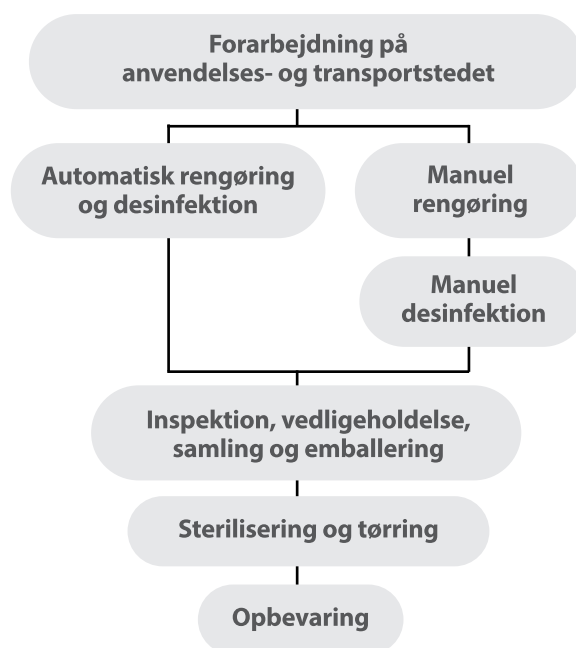 Forarbejdning på
anvendelses- og transportstedet
Automatisk rengøring
og desinfektion
Manuel
rengøring
Manuel
desinfektion
Inspektion, vedligeholdelse,
samling og emballering
Sterilisering og tørring
Opbevaring